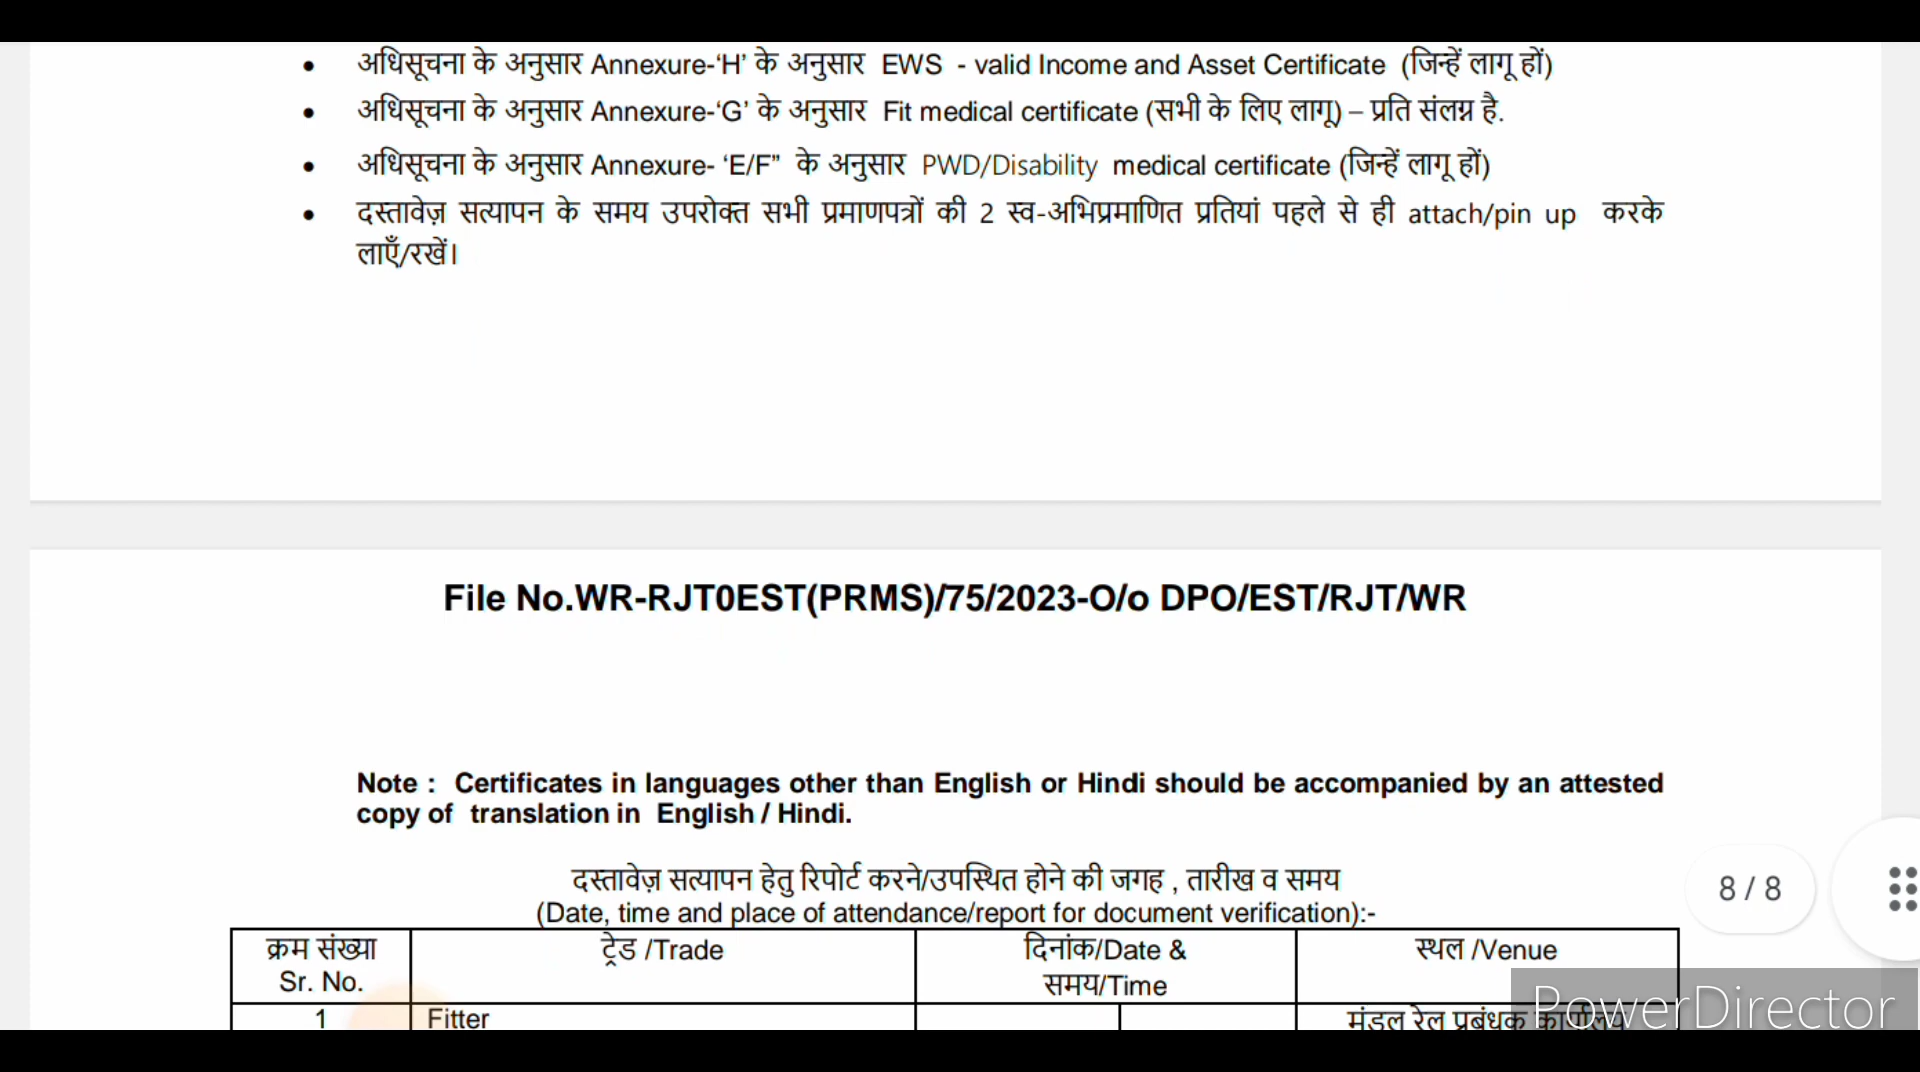 • अधिसूचना के अनुसार Annexure-‘H’ के अनुसार EWS - valid Income and Asset Certificate (जिन्हें लागू हों)
• अधिसूचना के अनुसार Annexure-‘G’ के अनुसार Fit medical certificate (सभी के लिए लागू) – प्रति संलग्न है.
• अधिसूचना के अनुसार Annexure- ‘E/F” के अनुसार PWD/Disability medical certificate (जिन्हें लागू हों)
• दस्तावेज़ सत्यापन के समय उपरोक्त सभी प्रमाणपत्रों की 2 स्व-अभिप्रमाणित प्रतियां पहले से ही attach/pin up करके
लाएँ/रखें।
File No.WR-RJT0EST(PRMS)/75/2023-O/o DPO/EST/RJT/WR
Note : Certificates in languages other than English or Hindi should be accompanied by an attested
copy of translation in English / Hindi.
दस्तावेज़ सत्यापन हेतु रिपोर्ट करने/उपस्थित होने की जगह , तारीख व समय
8 / 8
(Date, time and place of attendance/report for document verification):-
क्रम संख्या ट्रेड /Trade दिनांक/Date & स्थल /Venue
Sr. No. समय/Time
1 Fitter मंडल रेल प्रबंधक कार्यालय
PowerDirector